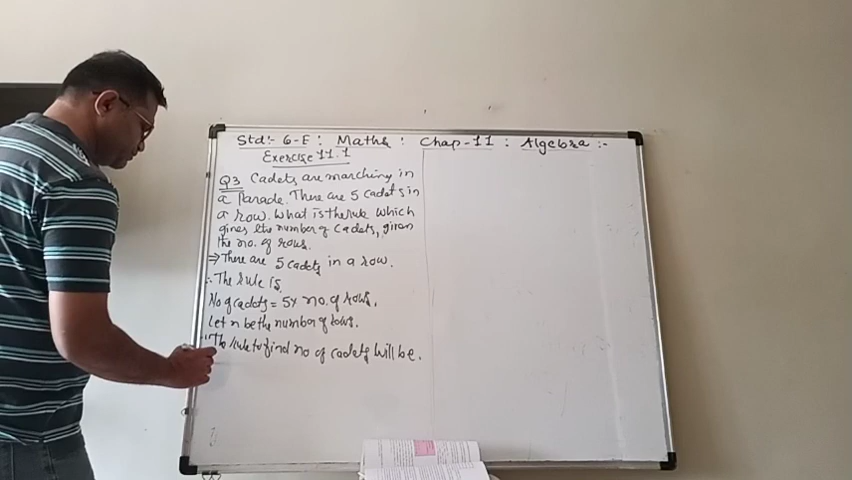 Std:- 6-E : Maths : Chap-11 : Algebra :-
Exercise 11.1
Q3 Cadets are marching in
a Parade. There are 5 cadets in
a row. What is the rule which
gives the number of cadets, given
the no. of rows.
⇒ There are 5 cadets in a row.
∴ The rule is,
No of cadets = 5x no. of rows.
Let n be the number of rows.
∴ The rule to find no of cadets will be.